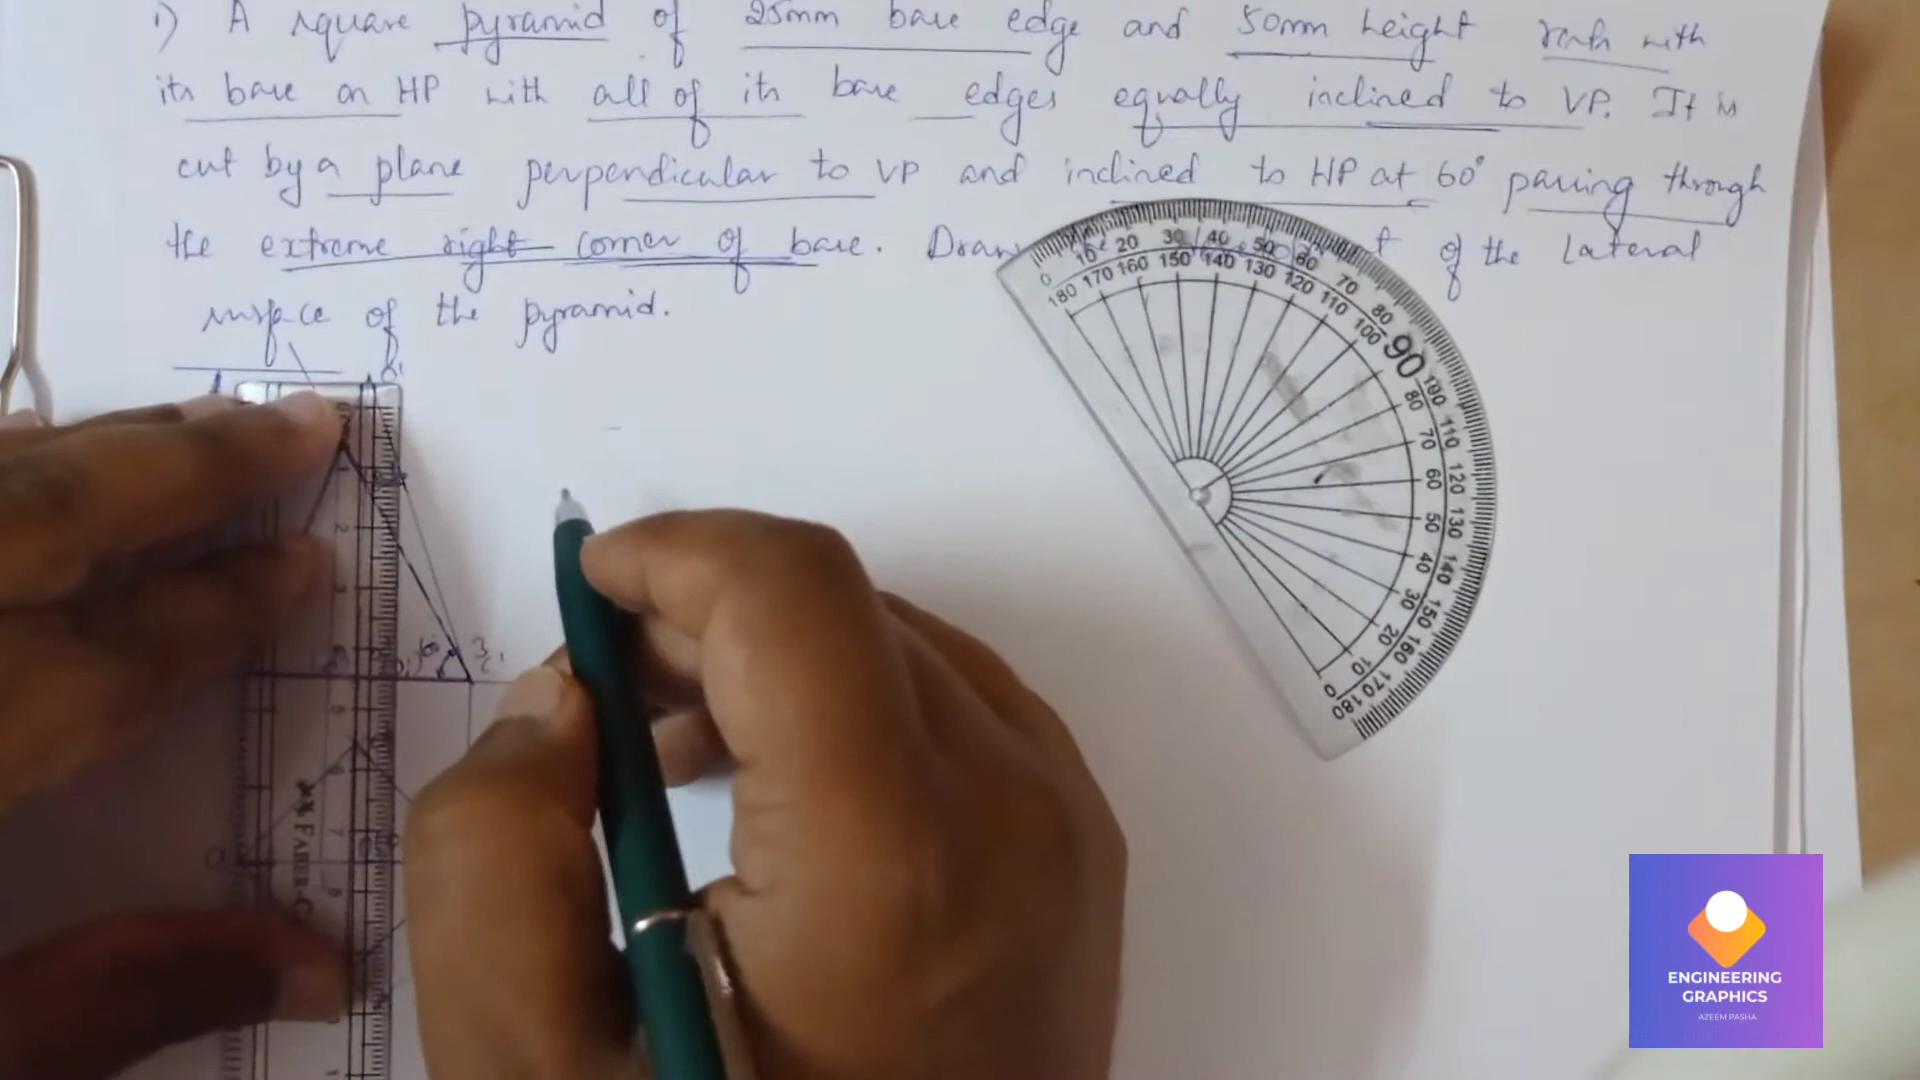 1) A square pyramid of 25mm base edge and 50mm height rests with
its base on HP with all of its base edges equally inclined to VP. It is
cut by a plane perpendicular to VP and inclined to HP at 60° passing through
the extreme right corner of base. Draw of the lateral
surface of the pyramid.
FABER-C
ENGINEERING
GRAPHICS
AZEEM PASHA